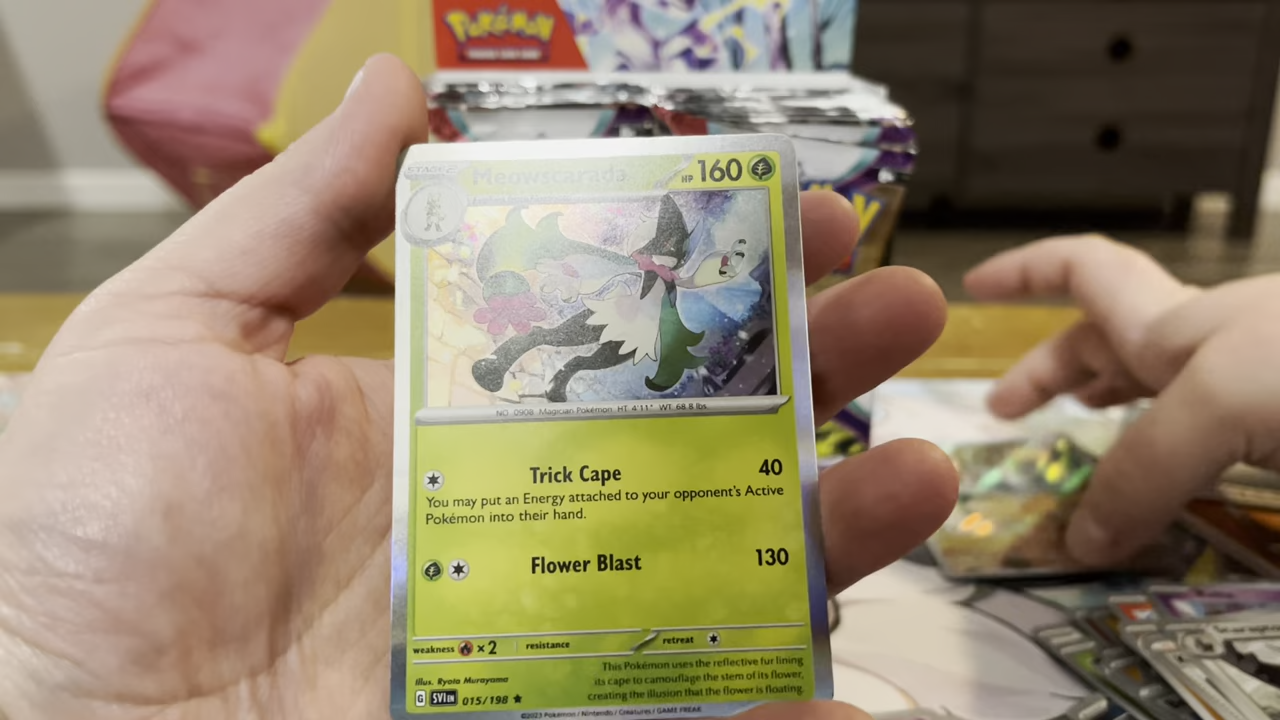 Pokémon
STAGE 2
Meowscarada
HP 160
NO. 0908 Magician Pokémon HT: 4'11" WT: 68.8 lbs.
Trick Cape 40
You may put an Energy attached to your opponent's Active
Pokémon into their hand.
Flower Blast 130
weakness ×2 resistance retreat
Illus. Ryota Murayama
G SVI EN 015/198
This Pokémon uses the reflective fur lining
its cape to camouflage the stem of its flower,
creating the illusion that the flower is floating.
©2023 Pokémon / Nintendo / Creatures / GAME FREAK